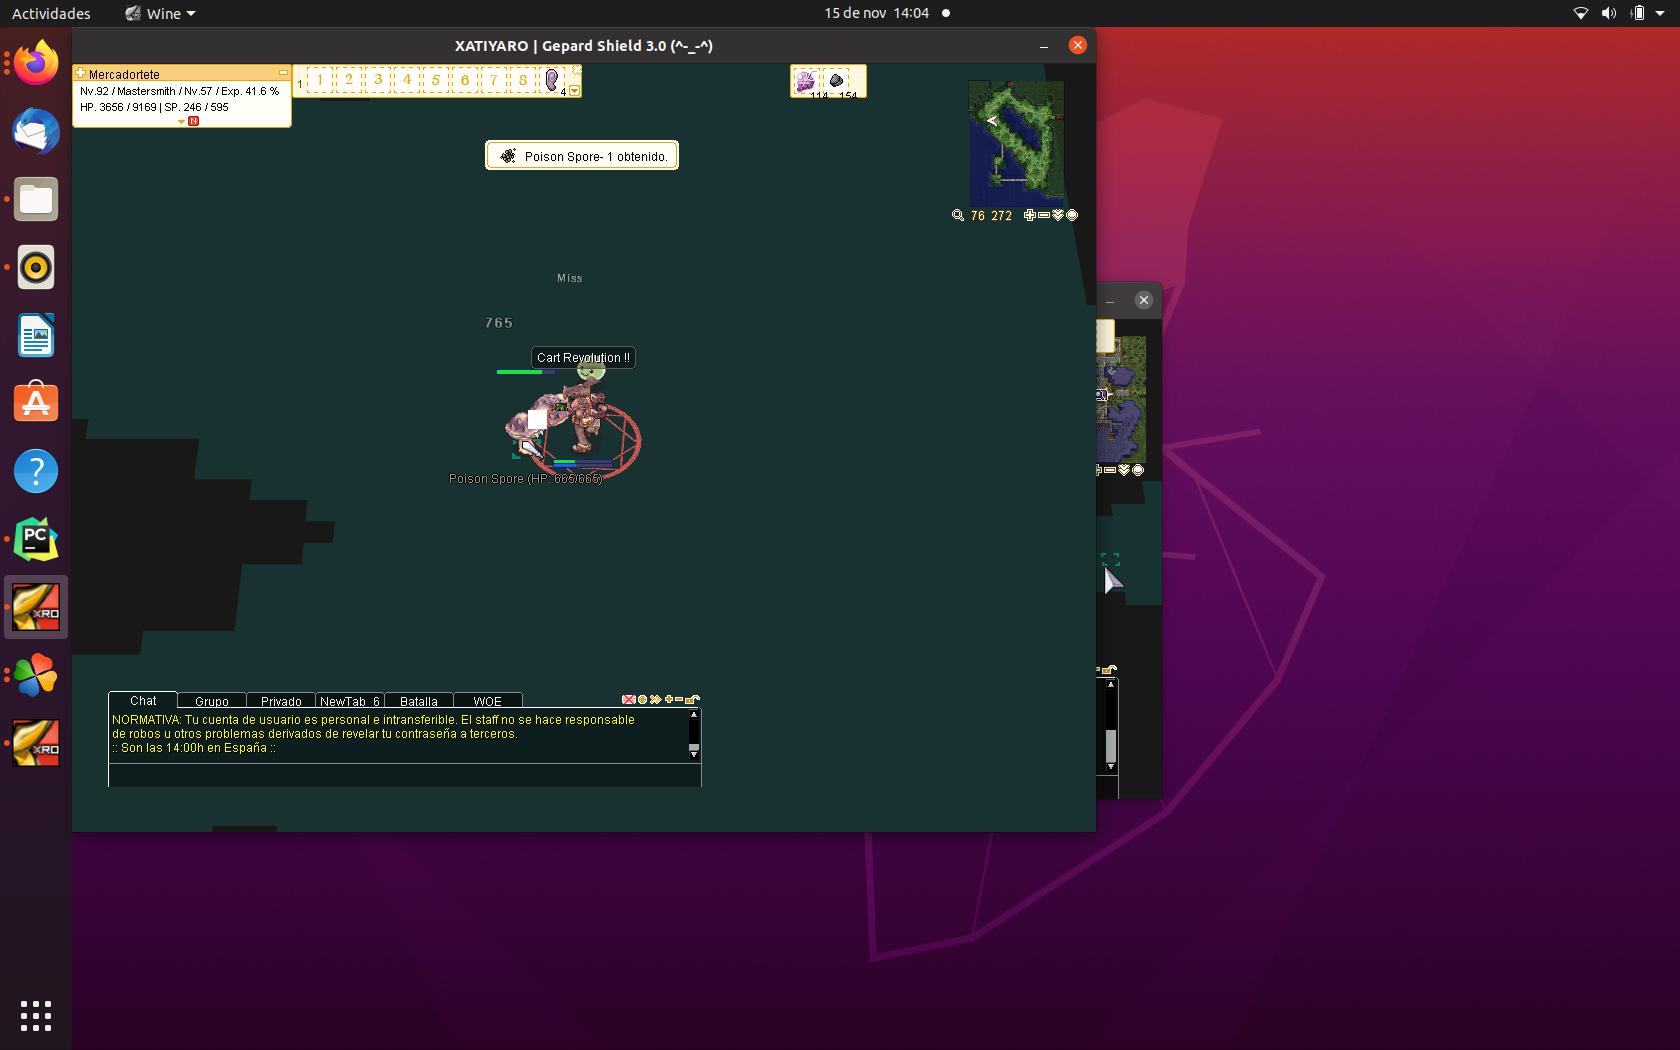 Actividades
Wine
15 de nov 14:04
XATIYARO | Gepard Shield 3.0 (^-_-^)
Mercadortete
Nv.92 / Mastersmith / Nv.57 / Exp. 41.6 %
HP. 3656 / 9169 | SP. 246 / 595
N
1
1 2 3 4 5 6 7 8
4
114 154
Poison Spore- 1 obtenido.
76 272
Miss
765
Cart Revolution !!
Poison Spore (HP: 665/665)
PC
XRO
XRO
Chat
Grupo
Privado
NewTab_6
Batalla
WOE
NORMATIVA: Tu cuenta de usuario es personal e intransferible. El staff no se hace responsable
de robos u otros problemas derivados de revelar tu contraseña a terceros.
:: Son las 14:00h en España ::